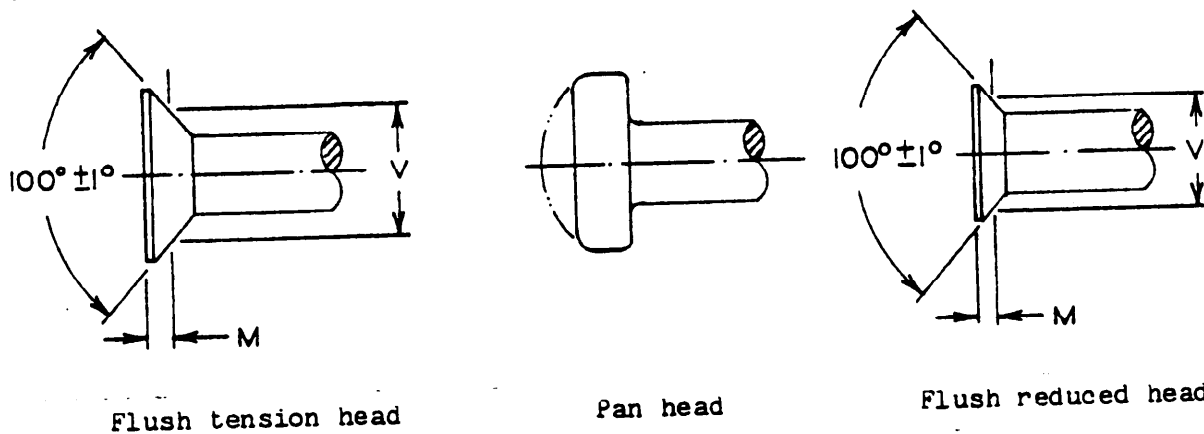 100° ±1°
V
M
100° ±1°
V
M
Flush tension head
Pan head
Flush reduced head